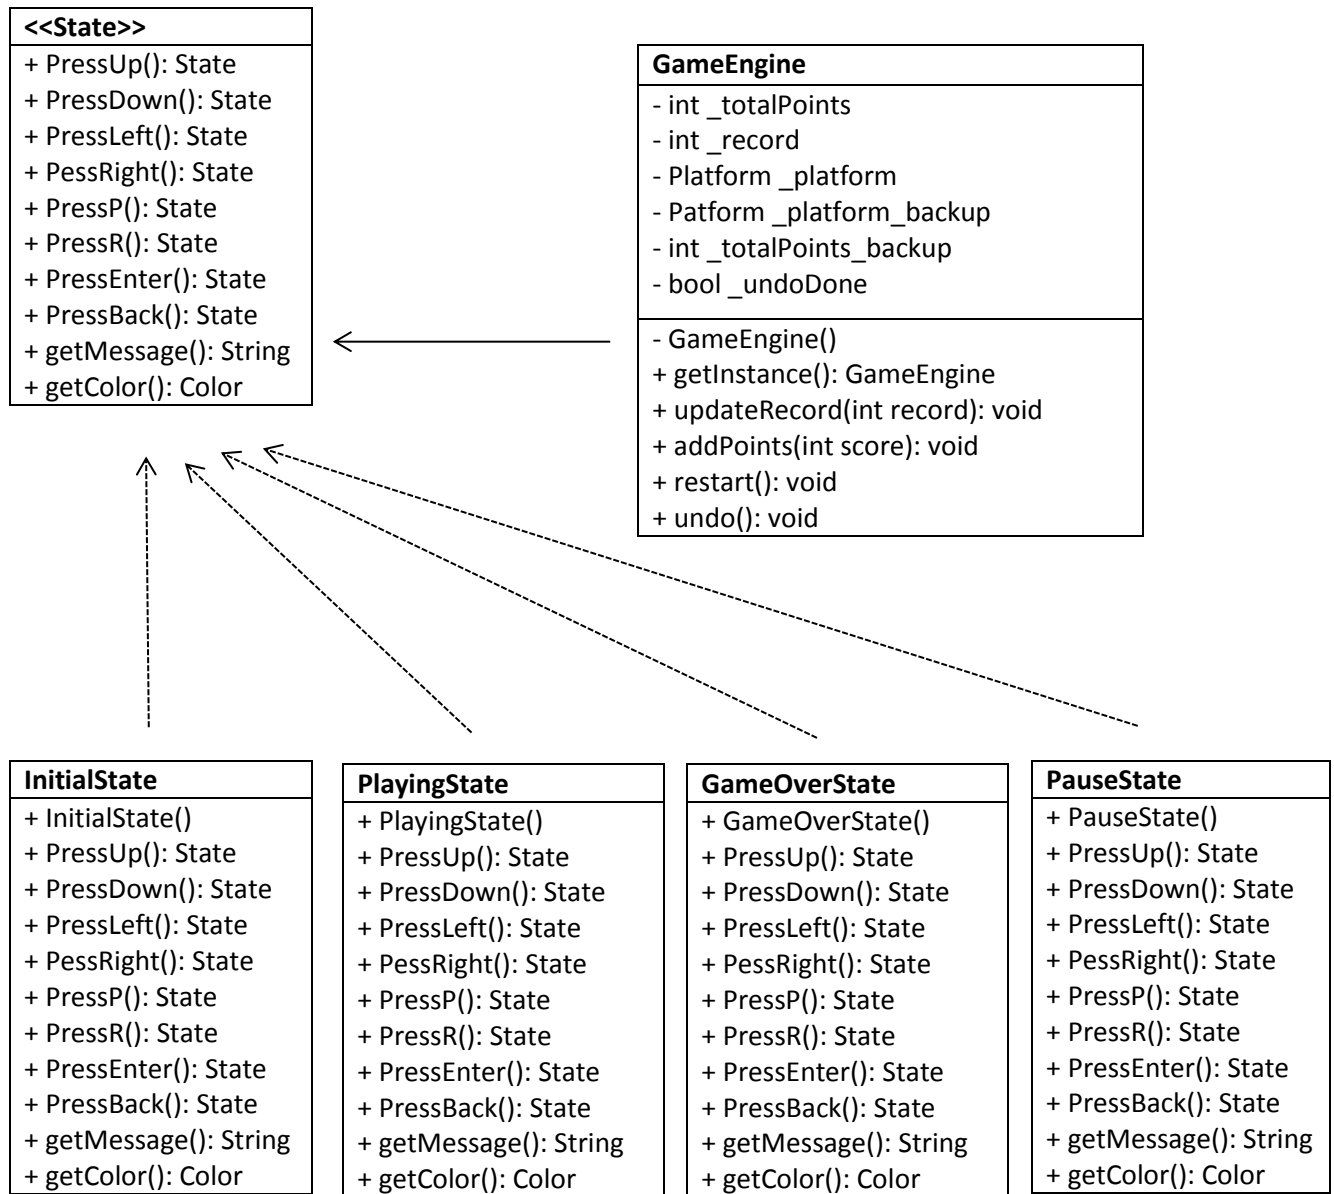 <<State>>
+ PressUp(): State
+ PressDown(): State
+ PressLeft(): State
+ PessRight(): State
+ PressP(): State
+ PressR(): State
+ PressEnter(): State
+ PressBack(): State
+ getMessage(): String
+ getColor(): Color
GameEngine
- int _totalPoints
- int _record
- Platform _platform
- Patform _platform_backup
- int _totalPoints_backup
- bool _undoDone
- GameEngine()
+ getInstance(): GameEngine
+ updateRecord(int record): void
+ addPoints(int score): void
+ restart(): void
+ undo(): void
InitialState
+ InitialState()
+ PressUp(): State
+ PressDown(): State
+ PressLeft(): State
+ PessRight(): State
+ PressP(): State
+ PressR(): State
+ PressEnter(): State
+ PressBack(): State
+ getMessage(): String
+ getColor(): Color
PlayingState
+ PlayingState()
+ PressUp(): State
+ PressDown(): State
+ PressLeft(): State
+ PessRight(): State
+ PressP(): State
+ PressR(): State
+ PressEnter(): State
+ PressBack(): State
+ getMessage(): String
+ getColor(): Color
GameOverState
+ GameOverState()
+ PressUp(): State
+ PressDown(): State
+ PressLeft(): State
+ PessRight(): State
+ PressP(): State
+ PressR(): State
+ PressEnter(): State
+ PressBack(): State
+ getMessage(): String
+ getColor(): Color
PauseState
+ PauseState()
+ PressUp(): State
+ PressDown(): State
+ PressLeft(): State
+ PessRight(): State
+ PressP(): State
+ PressR(): State
+ PressEnter(): State
+ PressBack(): State
+ getMessage(): String
+ getColor(): Color